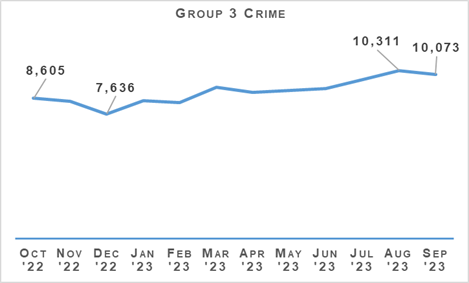 Group 3 Crime
8,605
7,636
10,311
10,073
Oct '22
Nov '22
Dec '22
Jan '23
Feb '23
Mar '23
Apr '23
May '23
Jun '23
Jul '23
Aug '23
Sep '23